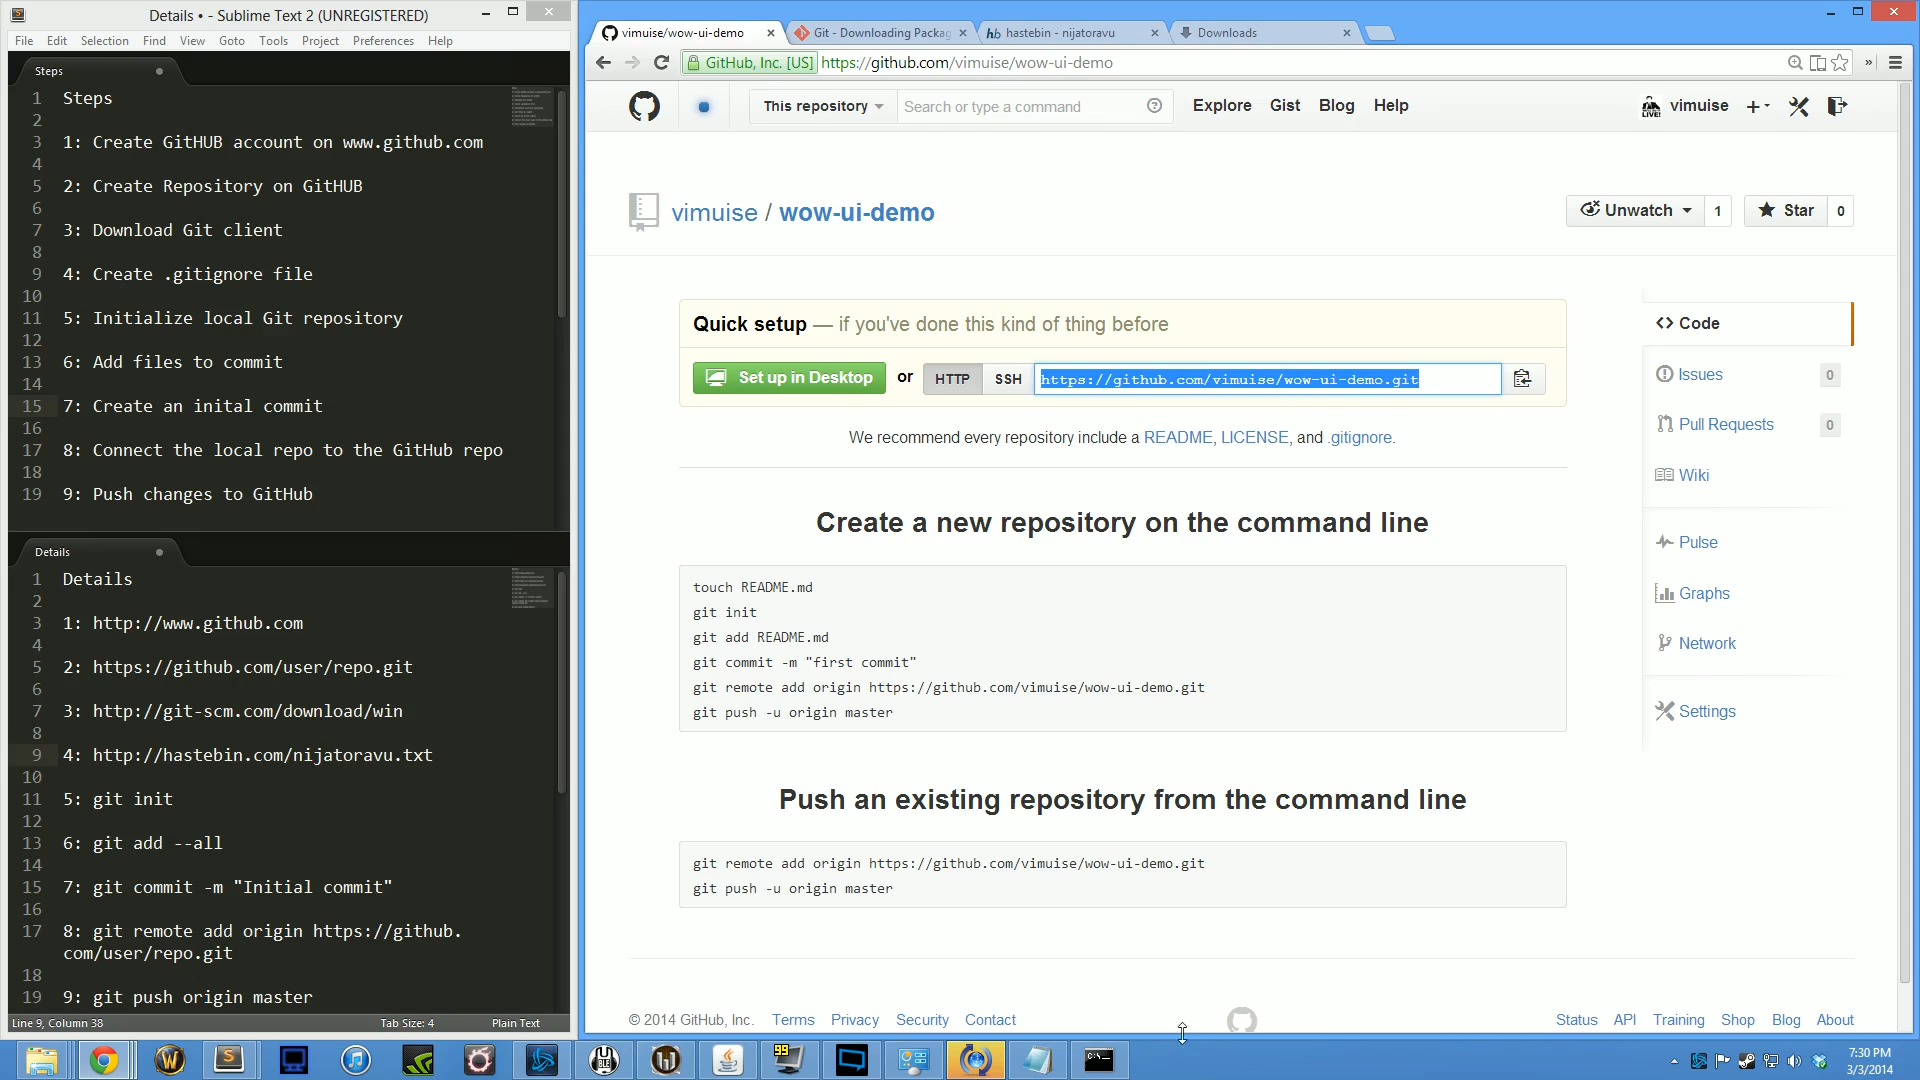 Details • - Sublime Text 2 (UNREGISTERED)
File Edit Selection Find View Goto Tools Project Preferences Help
Steps
1 Steps
2
3 1: Create GitHUB account on www.github.com
4
5 2: Create Repository on GitHUB
6
7 3: Download Git client
8
9 4: Create .gitignore file
10
11 5: Initialize local Git repository
12
13 6: Add files to commit
14
15 7: Create an inital commit
16
17 8: Connect the local repo to the GitHub repo
18
19 9: Push changes to GitHub
Details
1 Details
2
3 1: http://www.github.com
4
5 2: https://github.com/user/repo.git
6
7 3: http://git-scm.com/download/win
8
9 4: http://hastebin.com/nijatoravu.txt
10
11 5: git init
12
13 6: git add --all
14
15 7: git commit -m "Initial commit"
16
17 8: git remote add origin https://github.
com/user/repo.git
18
19 9: git push origin master
Line 9, Column 38 Tab Size: 4 Plain Text
vimuise/wow-ui-demo Git - Downloading Packag hastebin - nijatoravu Downloads
GitHub, Inc. [US] https://github.com/vimuise/wow-ui-demo
This repository Search or type a command Explore Gist Blog Help vimuise
vimuise / wow-ui-demo Unwatch 1 Star 0
Quick setup — if you've done this kind of thing before
Set up in Desktop or HTTP SSH https://github.com/vimuise/wow-ui-demo.git
We recommend every repository include a README, LICENSE, and .gitignore.
Create a new repository on the command line
touch README.md
git init
git add README.md
git commit -m "first commit"
git remote add origin https://github.com/vimuise/wow-ui-demo.git
git push -u origin master
Push an existing repository from the command line
git remote add origin https://github.com/vimuise/wow-ui-demo.git
git push -u origin master
Code
Issues 0
Pull Requests 0
Wiki
Pulse
Graphs
Network
Settings
© 2014 GitHub, Inc. Terms Privacy Security Contact Status API Training Shop Blog About
99
7:30 PM
3/3/2014